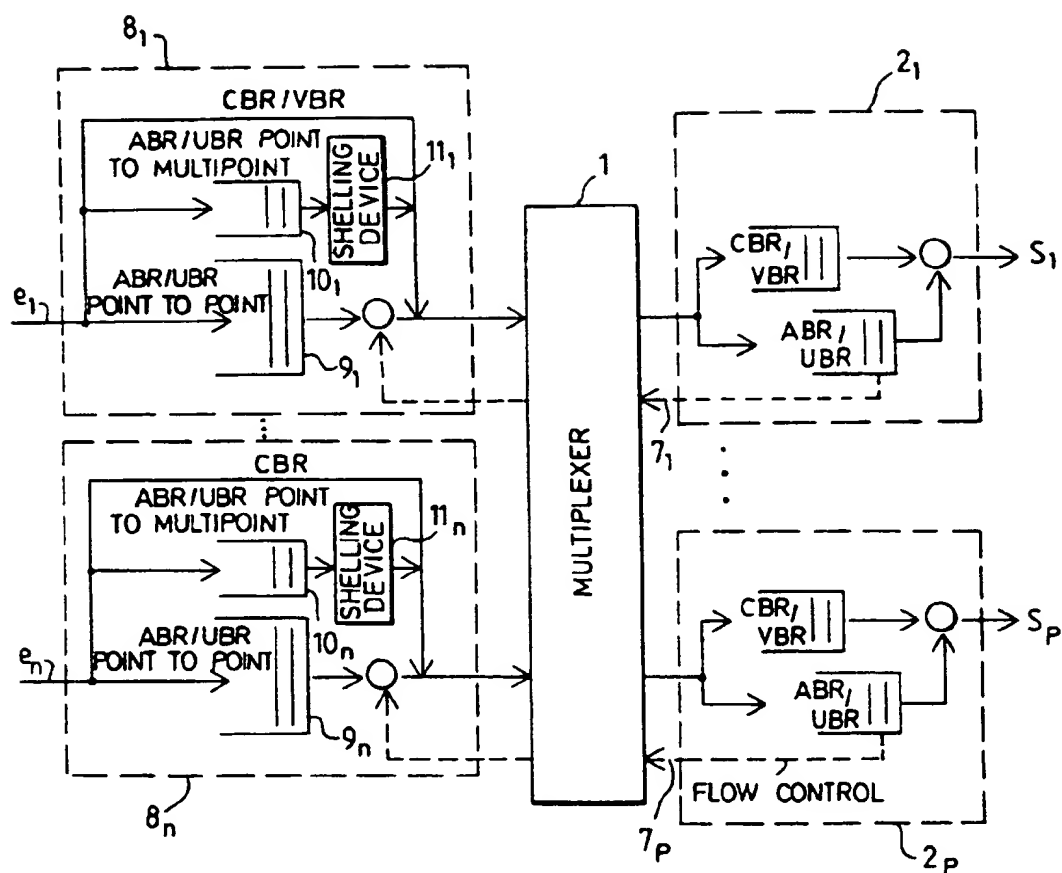 8₁
CBR/VBR
ABR/UBR POINT
TO MULTIPOINT
SHELLING
DEVICE
11₁
10₁
ABR/UBR
POINT TO POINT
e₁
9₁
CBR
ABR/UBR POINT
TO MULTIPOINT
SHELLING
DEVICE
11ₙ
10ₙ
ABR/UBR
POINT TO POINT
eₙ
9ₙ
8ₙ
1
MULTIPLEXER
2₁
CBR/
VBR
S₁
ABR/
UBR
7₁
CBR/
VBR
Sₚ
ABR/
UBR
FLOW CONTROL
7ₚ
2ₚ